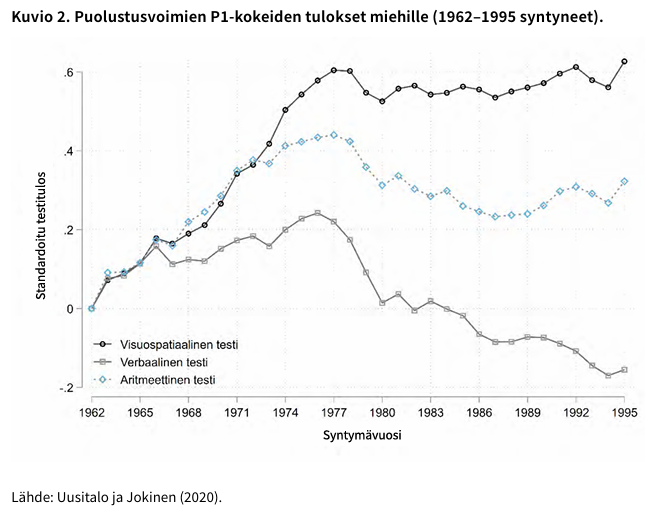 Kuvio 2. Puolustusvoimien P1-kokeiden tulokset miehille (1962–1995 syntyneet).
.6
.4
.2
0
-.2
Standardoitu testitulos
Visuospatiaalinen testi
Verbaalinen testi
Aritmeettinen testi
1962 1965 1968 1971 1974 1977 1980 1983 1986 1989 1992 1995
Syntymävuosi
Lähde: Uusitalo ja Jokinen (2020).